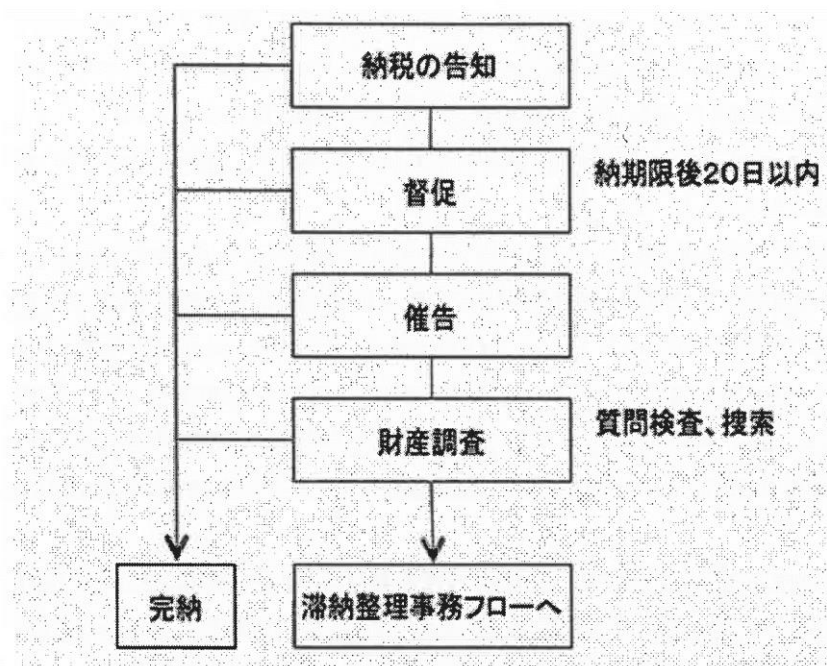 納税の告知
督促
納期限後20日以内
催告
財産調査
質問検査、捜索
完納
滞納整理事務フローへ